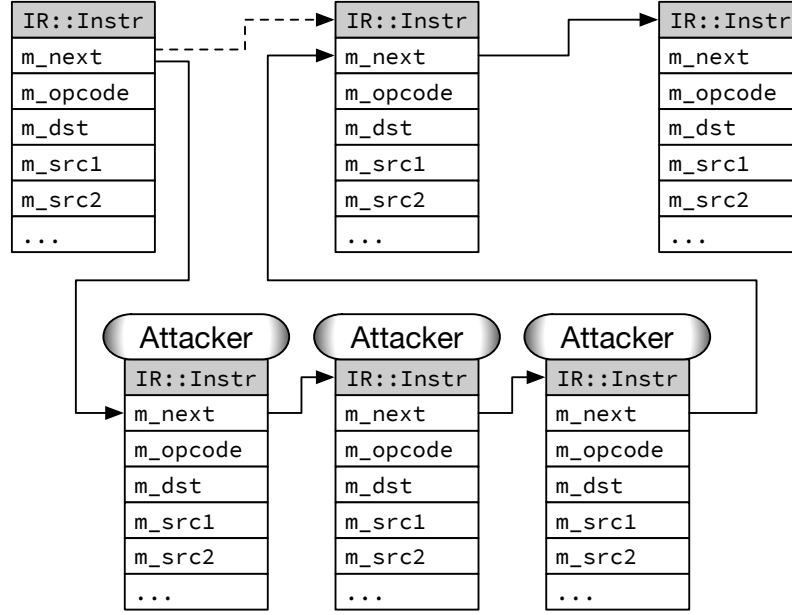 IR::Instr
m_next
m_opcode
m_dst
m_src1
m_src2
...
IR::Instr
m_next
m_opcode
m_dst
m_src1
m_src2
...
IR::Instr
m_next
m_opcode
m_dst
m_src1
m_src2
...
Attacker
IR::Instr
m_next
m_opcode
m_dst
m_src1
m_src2
...
Attacker
IR::Instr
m_next
m_opcode
m_dst
m_src1
m_src2
...
Attacker
IR::Instr
m_next
m_opcode
m_dst
m_src1
m_src2
...